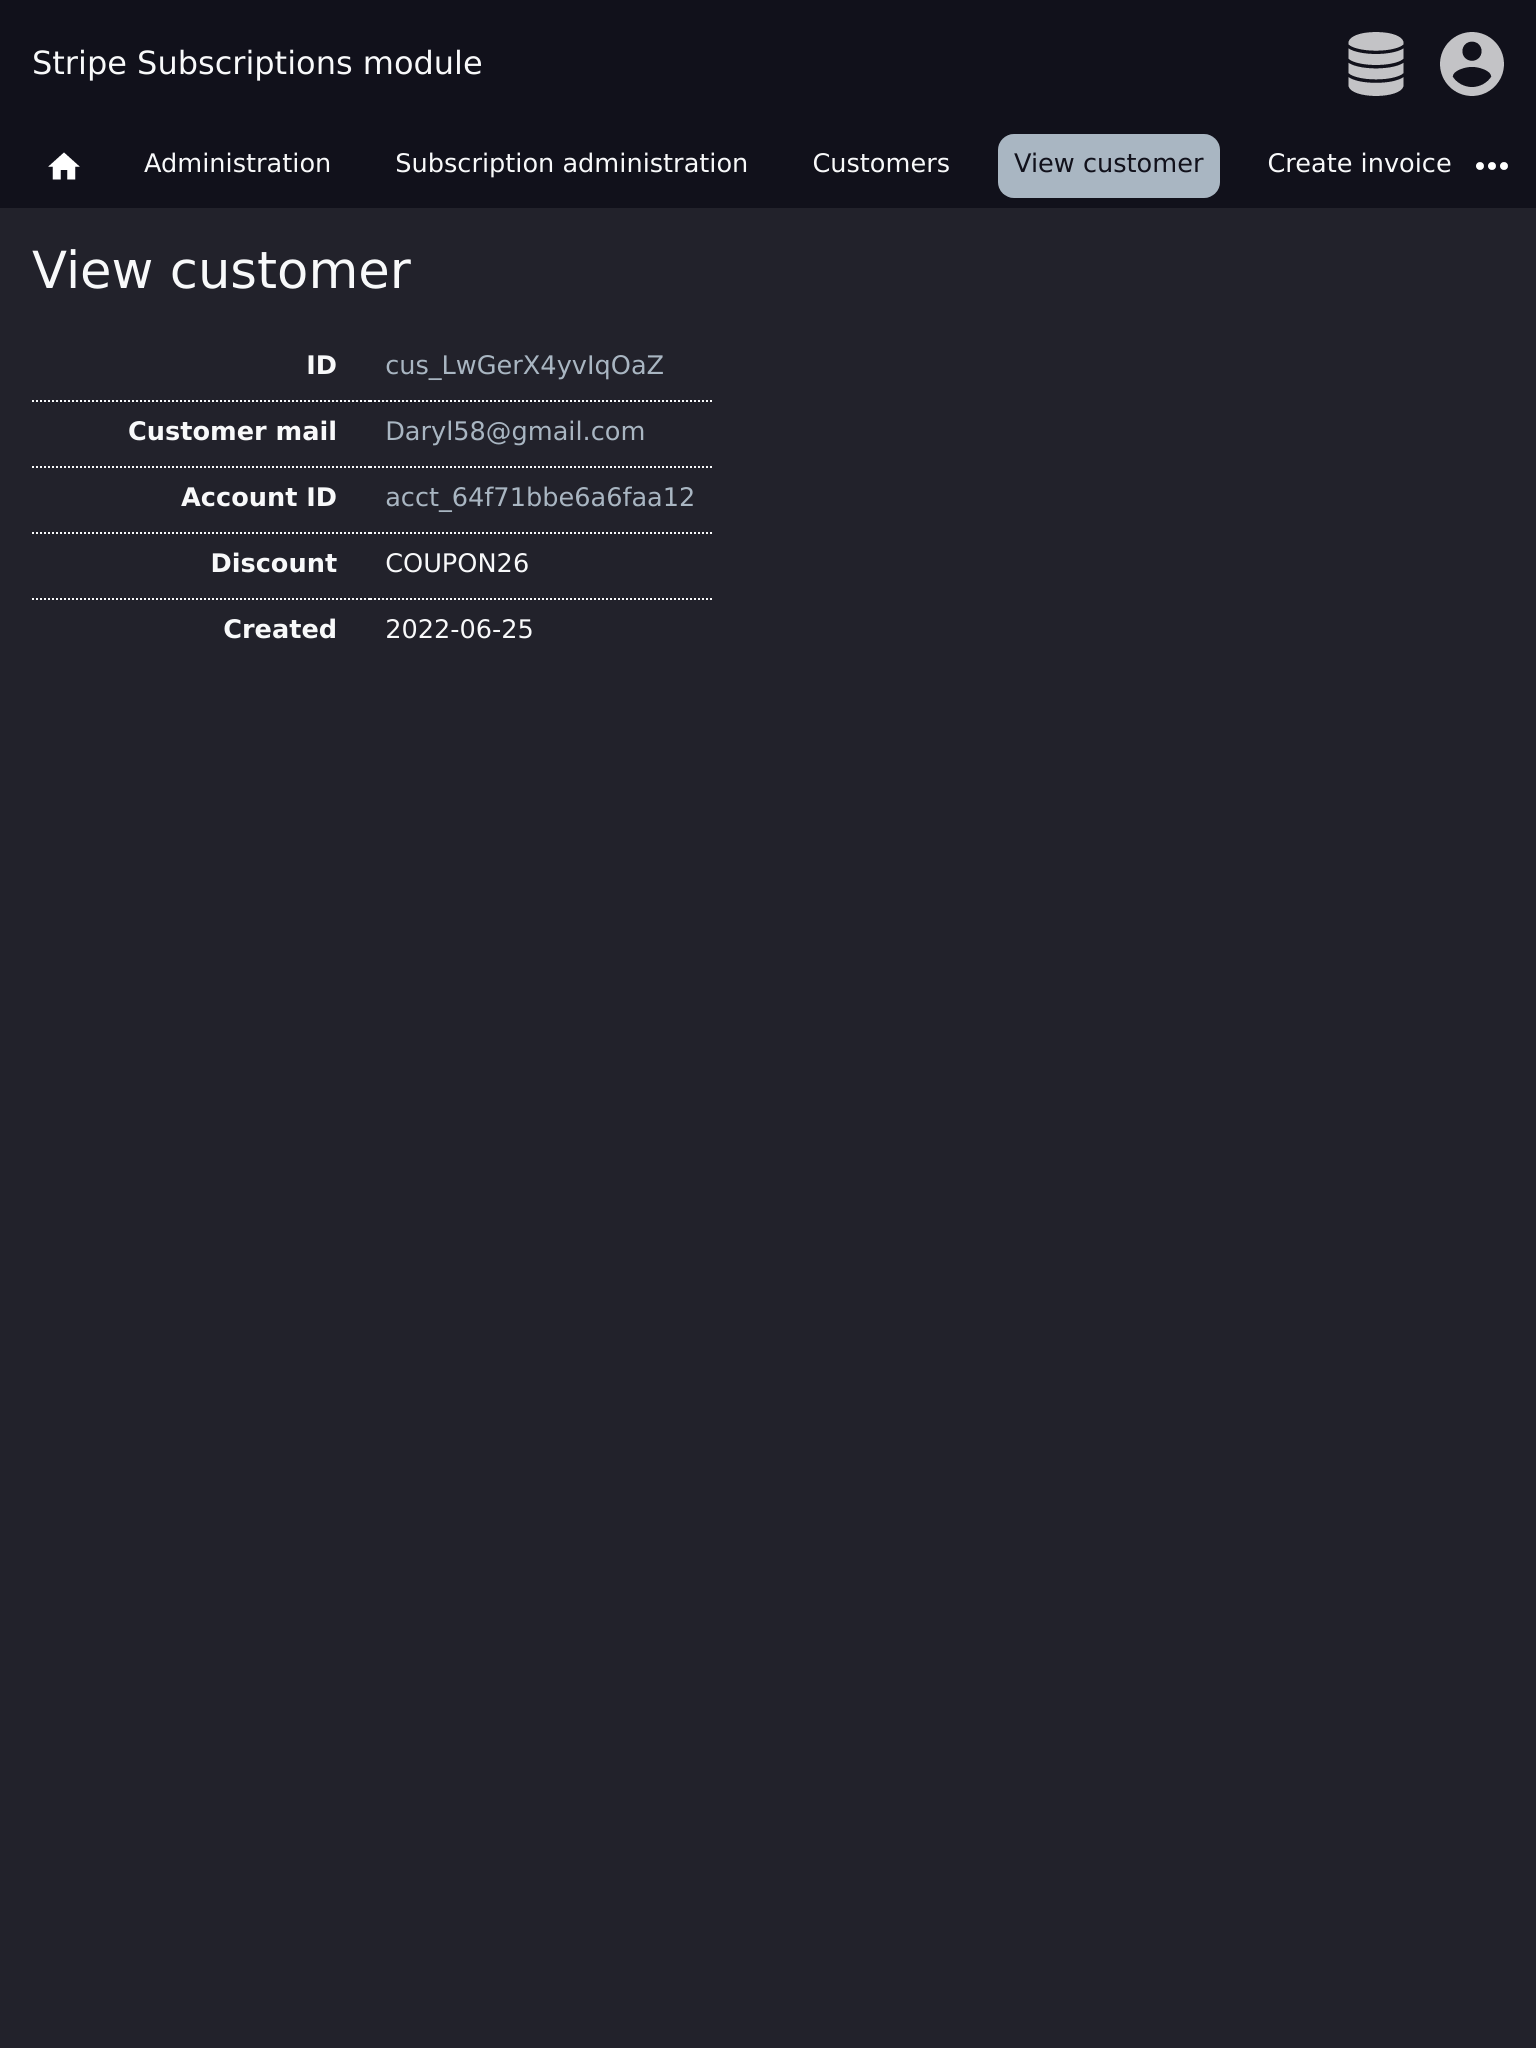 Stripe Subscriptions module
Administration Subscription administration Customers View customer Create invoice
View customer
ID cus_LwGerX4yvIqOaZ
Customer mail Daryl58@gmail.com
Account ID acct_64f71bbe6a6faa12
Discount COUPON26
Created 2022-06-25